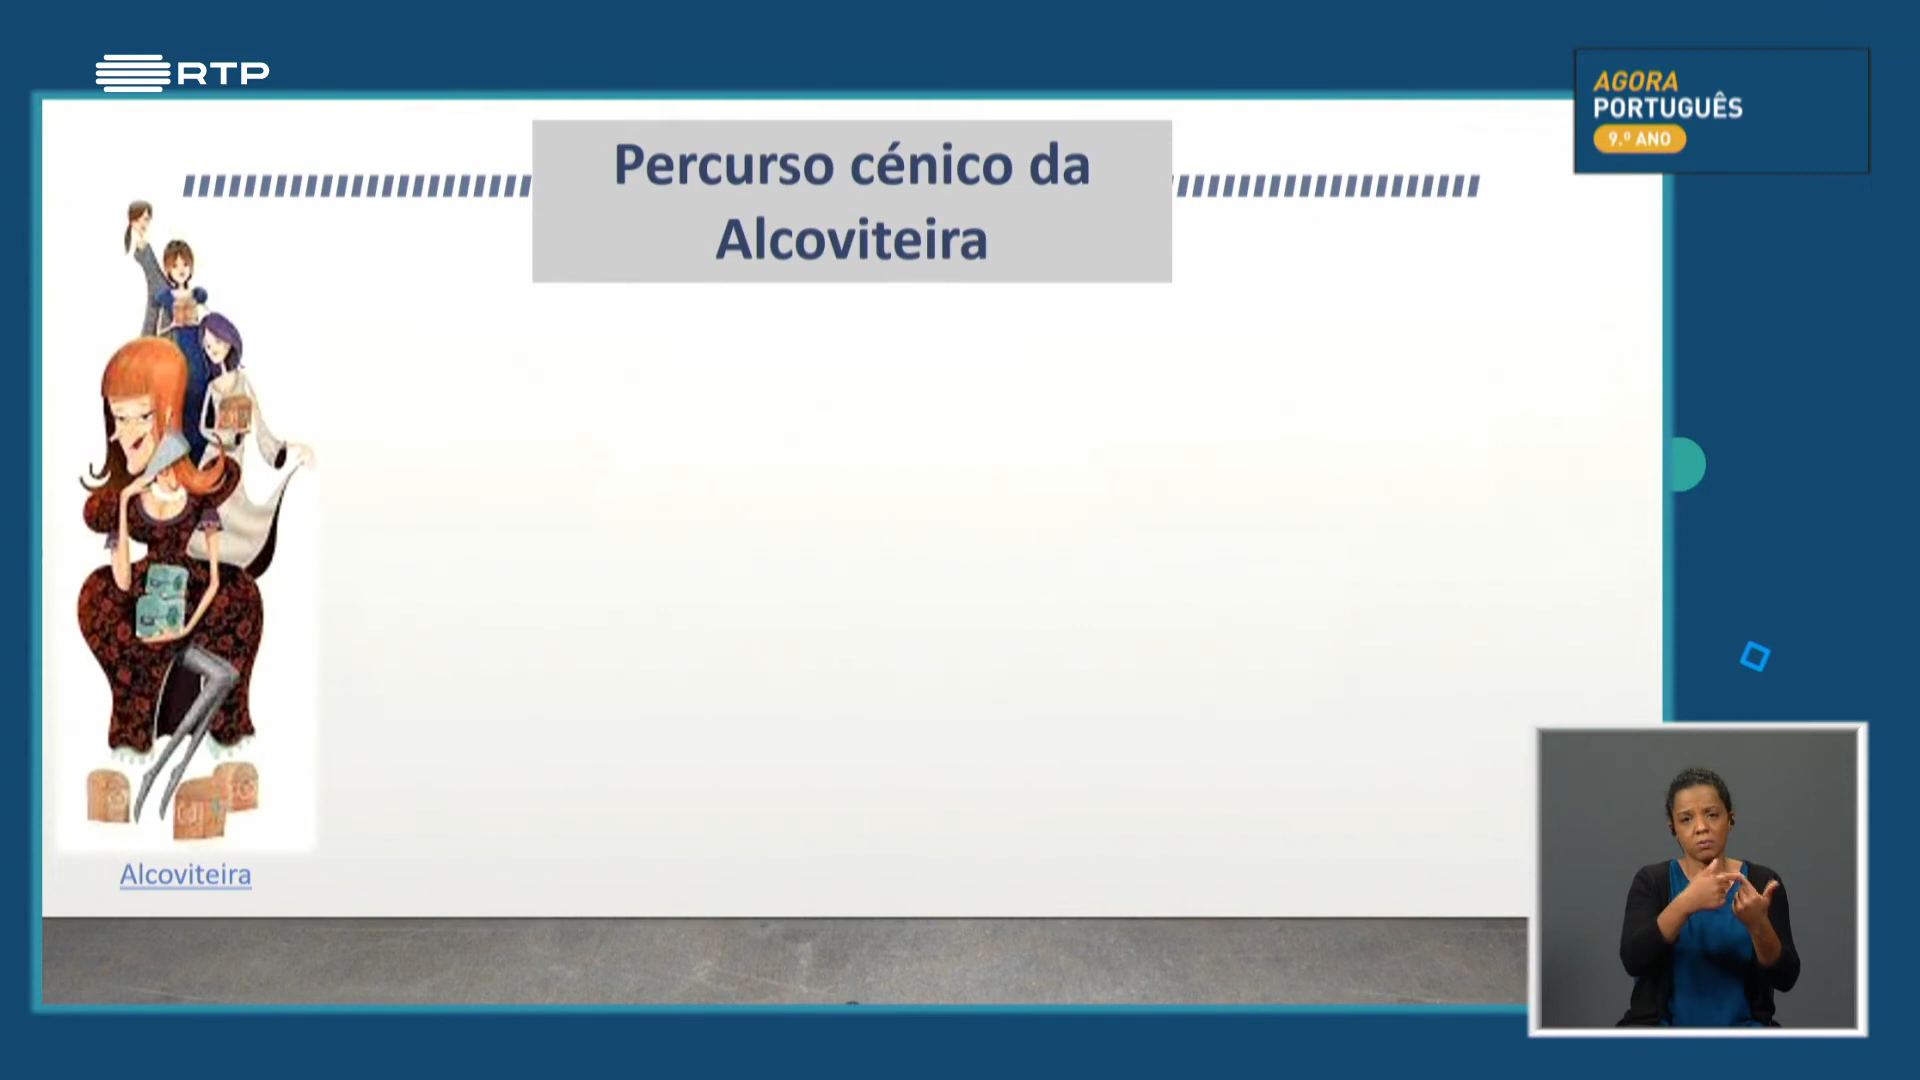 RTP
AGORA
PORTUGUÊS
9.º ANO
Percurso cénico da
Alcoviteira
Alcoviteira